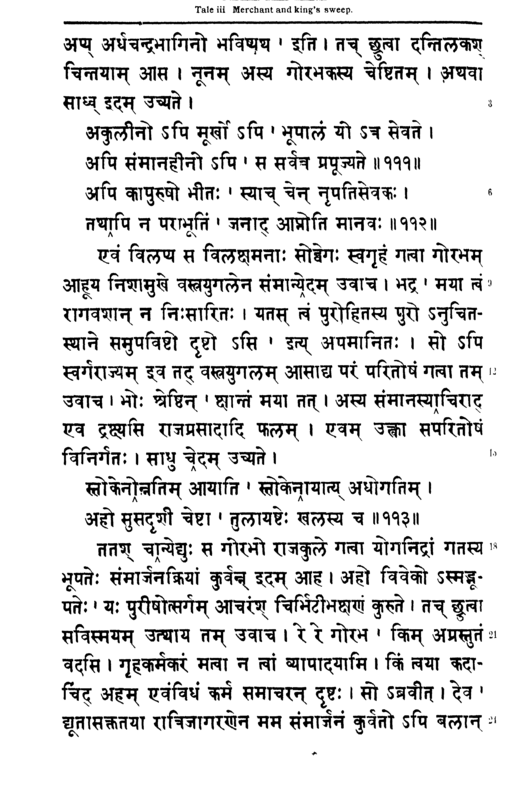 Tale iii Merchant and king's sweep.
अप्य् अर्धचन्द्रभागिनो भविष्यथ ' इति । तच् छ्रुत्वा दन्तिलकश्
चिन्तयाम् आस । नूनम् अस्य गोरभकस्य चेष्टितम् । अथवा
साध्व् इदम् उच्यते । 3
अकुलीनो ऽपि मूर्खो ऽपि ' भूपालं यो ऽत्र सेवते ।
अपि संमानहीनो ऽपि ' स सर्वत्र प्रपूज्यते ॥ १११॥
अपि कापुरुषो भीतः ' स्याच् चेन् नृपतिसेवकः । 6
तथापि न पराभूतिं ' जनाद् आप्नोति मानवः ॥ ११२॥
एवं विलप्य स विलक्षमनाः सोद्वेगः स्वगृहं गत्वा गोरभम्
आहूय निशामुखे वस्त्रयुगलेन संमान्येदम् उवाच । भद्र ' मया त्वं 9
रागवशान् न निःसारितः । यतस् त्वं पुरोहितस्य पुरो ऽनुचित-
स्थाने समुपविष्टो दृष्टो ऽसि ' इत्य् अपमानितः । सो ऽपि
स्वर्गराज्यम् इव तद् वस्त्रयुगलम् आसाद्य परं परितोषं गत्वा तम् 12
उवाच । भोः श्रेष्ठिन् ' क्षान्तं मया तत् । अस्य संमानस्याचिराद्
एव द्रक्ष्यसि राजप्रसादादि फलम् । एवम् उक्त्वा सपरितोषं
विनिर्गतः । साधु चेदम् उच्यते । 15
स्तोकेनोन्नतिम् आयाति ' स्तोकेनायात्य् अधोगतिम् ।
अहो सुसदृशी चेष्टा ' तुलायष्टेः खलस्य च ॥ ११३॥
ततश् चान्येद्युः स गोरभो राजकुले गत्वा योगनिद्रां गतस्य 18
भूपतेः संमार्जनक्रियां कुर्वन्न् इदम् आह । अहो विवेको ऽस्मद्भू-
पतेः ' यः पुरीषोत्सर्गम् आचरंश् चिर्भिटीभक्षणं कुरुते । तच् छ्रुत्वा
सविस्मयम् उत्थाय तम् उवाच । रे रे गोरभ ' किम् अप्रस्तुतं 21
वदसि । गृहकर्मकरं मत्वा न त्वां व्यापादयामि । किं त्वया कदा-
चिद् अहम् एवंविधं कर्म समाचरन् दृष्टः । सो ऽब्रवीत् । देव '
द्यूतासक्ततया रात्रिजागरणेन मम संमार्जनं कुर्वतो ऽपि बलान् 24